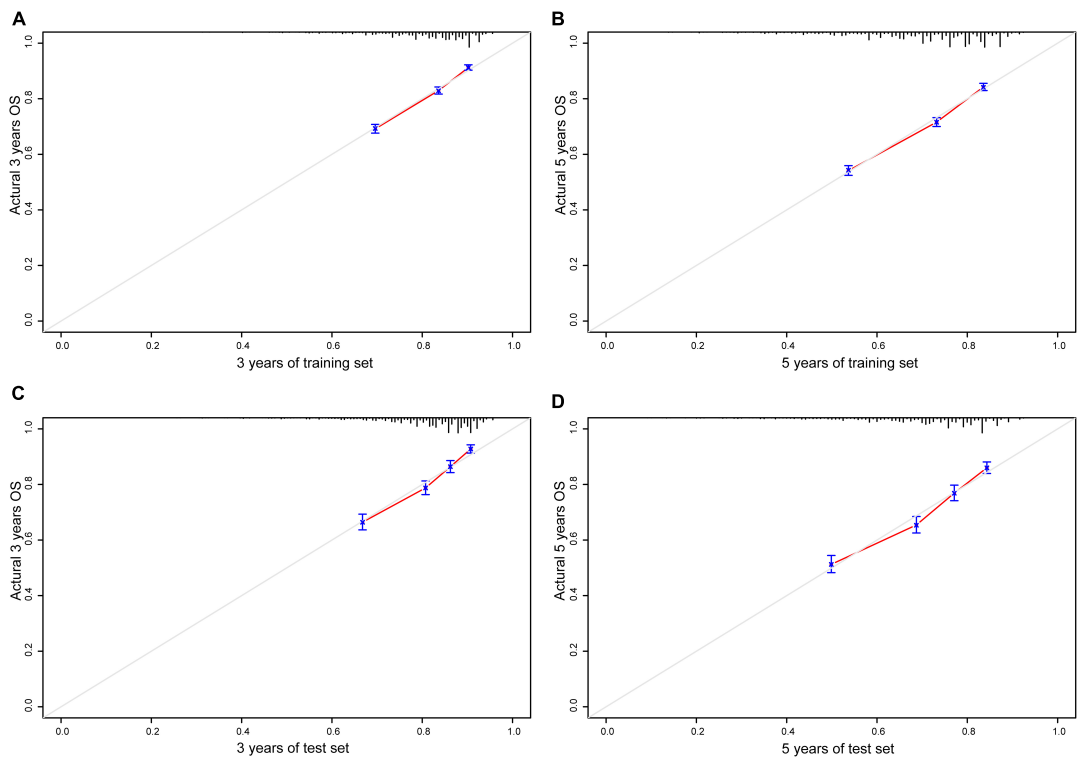 A
Actural 3 years OS
1.0
0.8
0.6
0.4
0.2
0.0
0.0 0.2 0.4 0.6 0.8 1.0
3 years of training set
B
Actural 5 years OS
1.0
0.8
0.6
0.4
0.2
0.0
0.0 0.2 0.4 0.6 0.8 1.0
5 years of training set
C
Actural 3 years OS
1.0
0.8
0.6
0.4
0.2
0.0
0.0 0.2 0.4 0.6 0.8 1.0
3 years of test set
D
Actural 5 years OS
1.0
0.8
0.6
0.4
0.2
0.0
0.0 0.2 0.4 0.6 0.8 1.0
5 years of test set